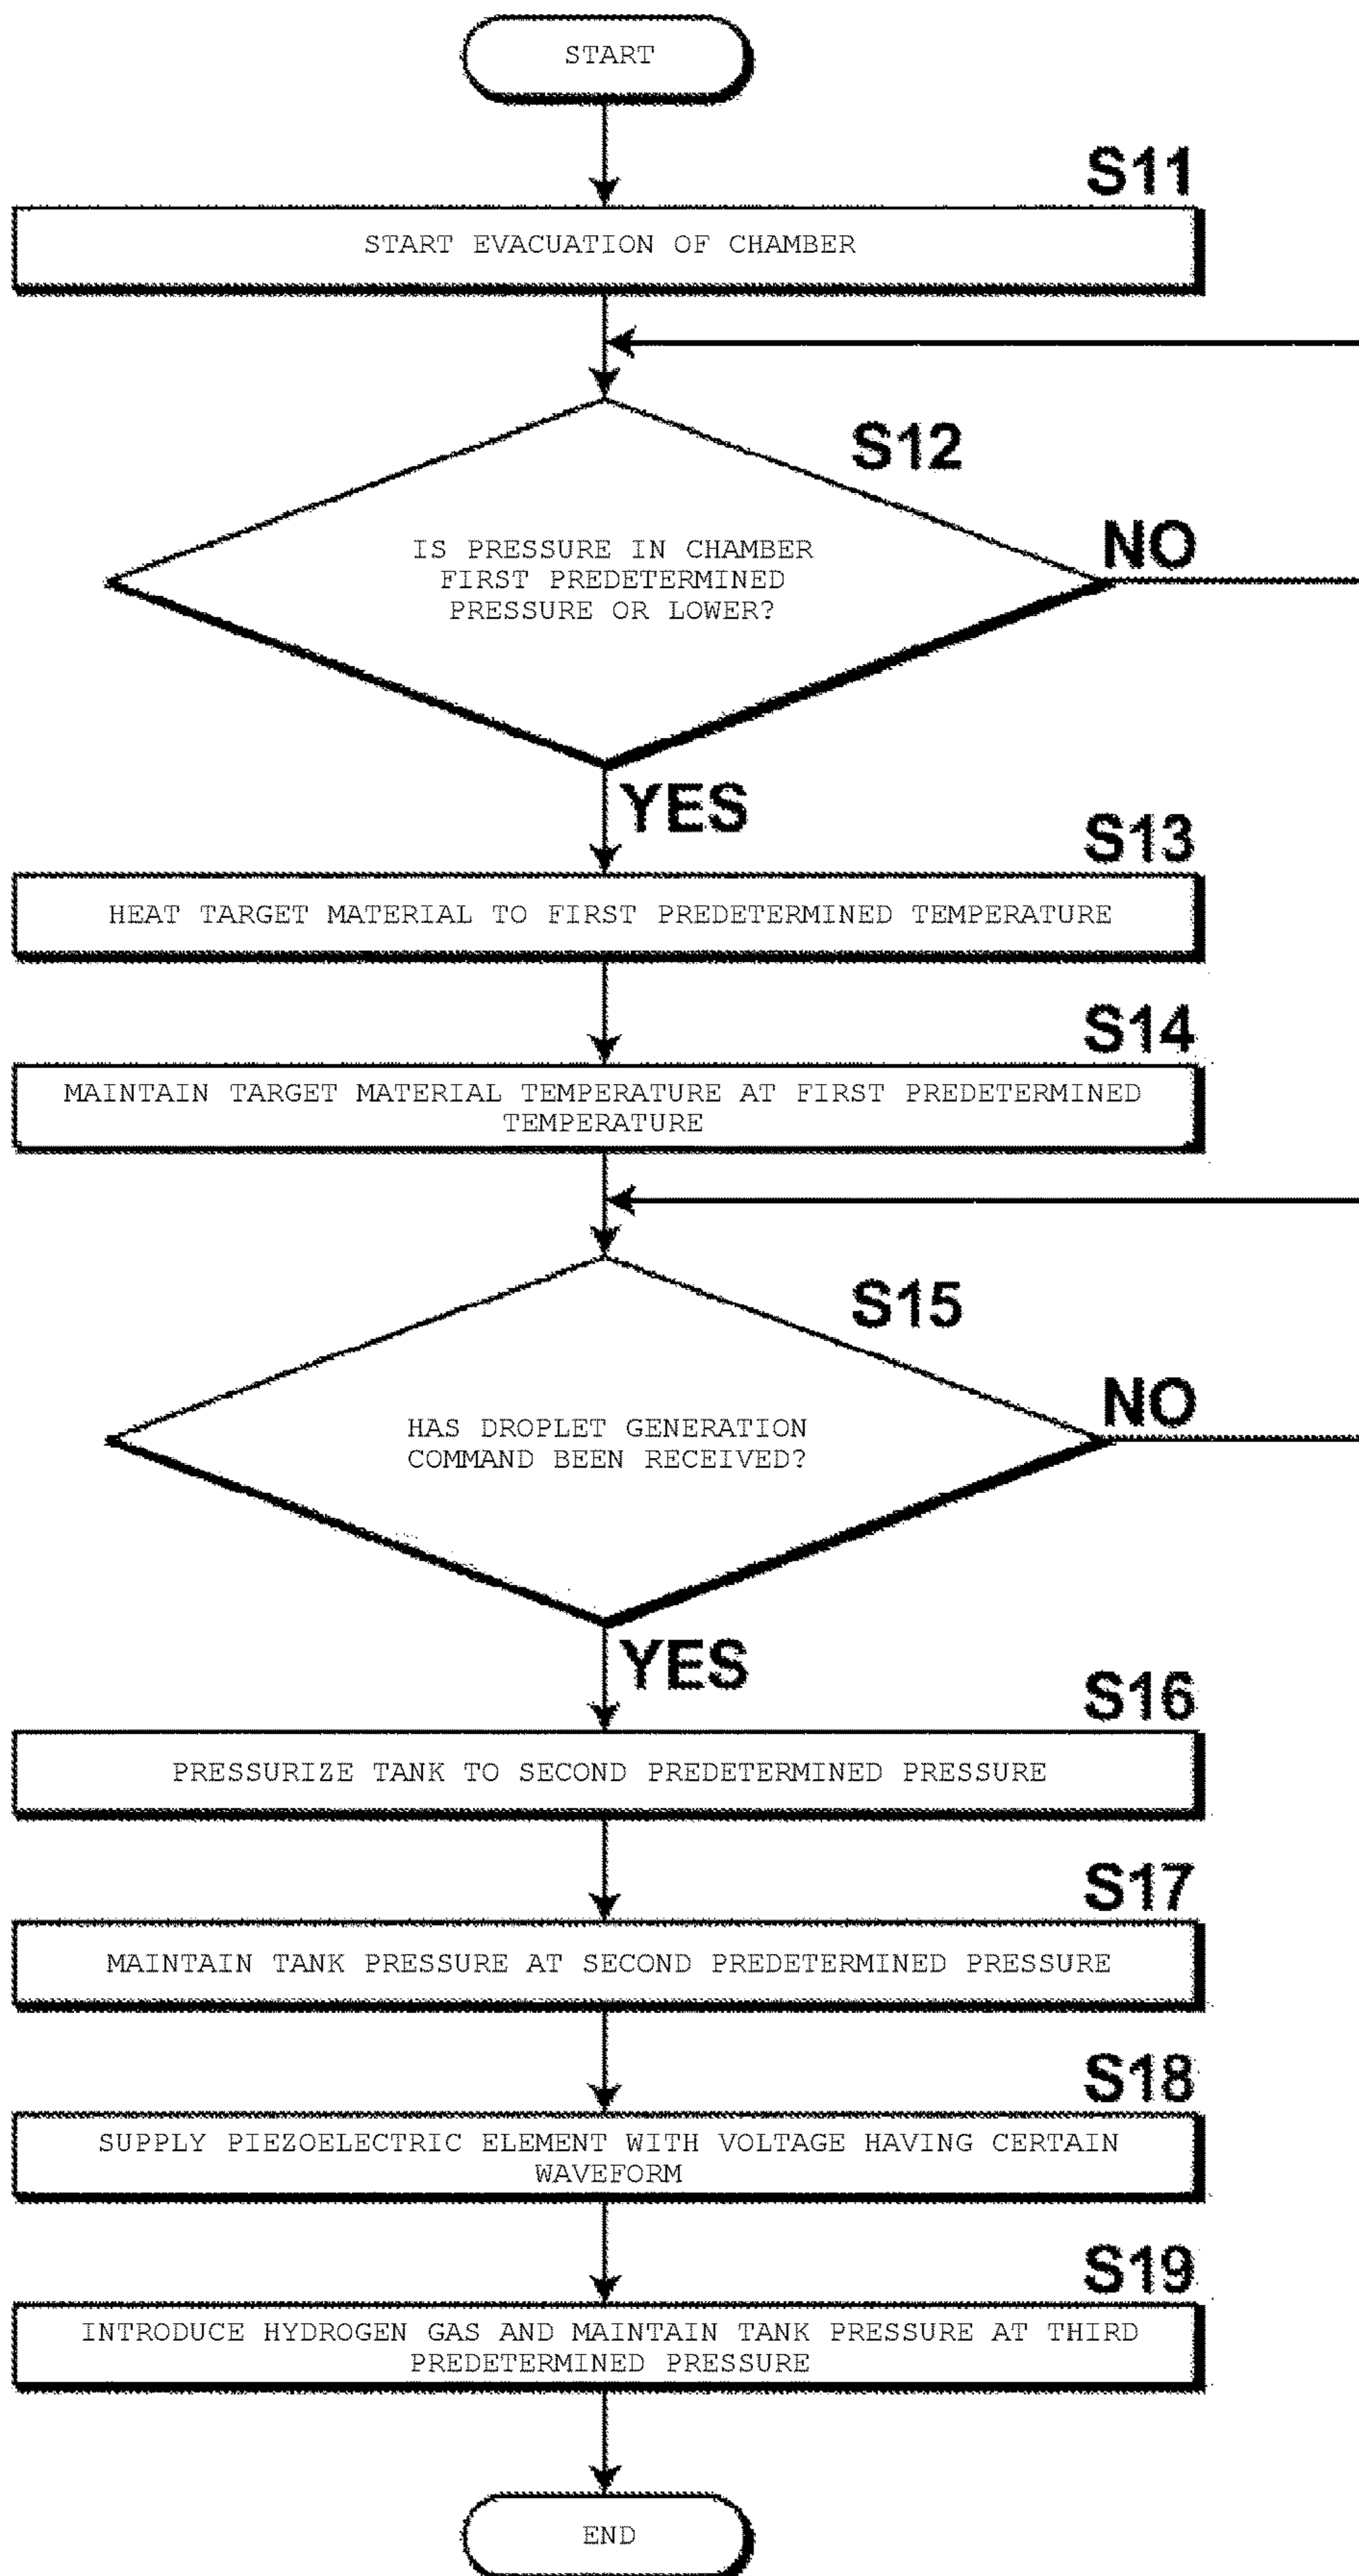 START
S11
START EVACUATION OF CHAMBER
S12
IS PRESSURE IN CHAMBER
FIRST PREDETERMINED
PRESSURE OR LOWER?
NO
YES
S13
HEAT TARGET MATERIAL TO FIRST PREDETERMINED TEMPERATURE
S14
MAINTAIN TARGET MATERIAL TEMPERATURE AT FIRST PREDETERMINED
TEMPERATURE
S15
HAS DROPLET GENERATION
COMMAND BEEN RECEIVED?
NO
YES
S16
PRESSURIZE TANK TO SECOND PREDETERMINED PRESSURE
S17
MAINTAIN TANK PRESSURE AT SECOND PREDETERMINED PRESSURE
S18
SUPPLY PIEZOELECTRIC ELEMENT WITH VOLTAGE HAVING CERTAIN
WAVEFORM
S19
INTRODUCE HYDROGEN GAS AND MAINTAIN TANK PRESSURE AT THIRD
PREDETERMINED PRESSURE
END